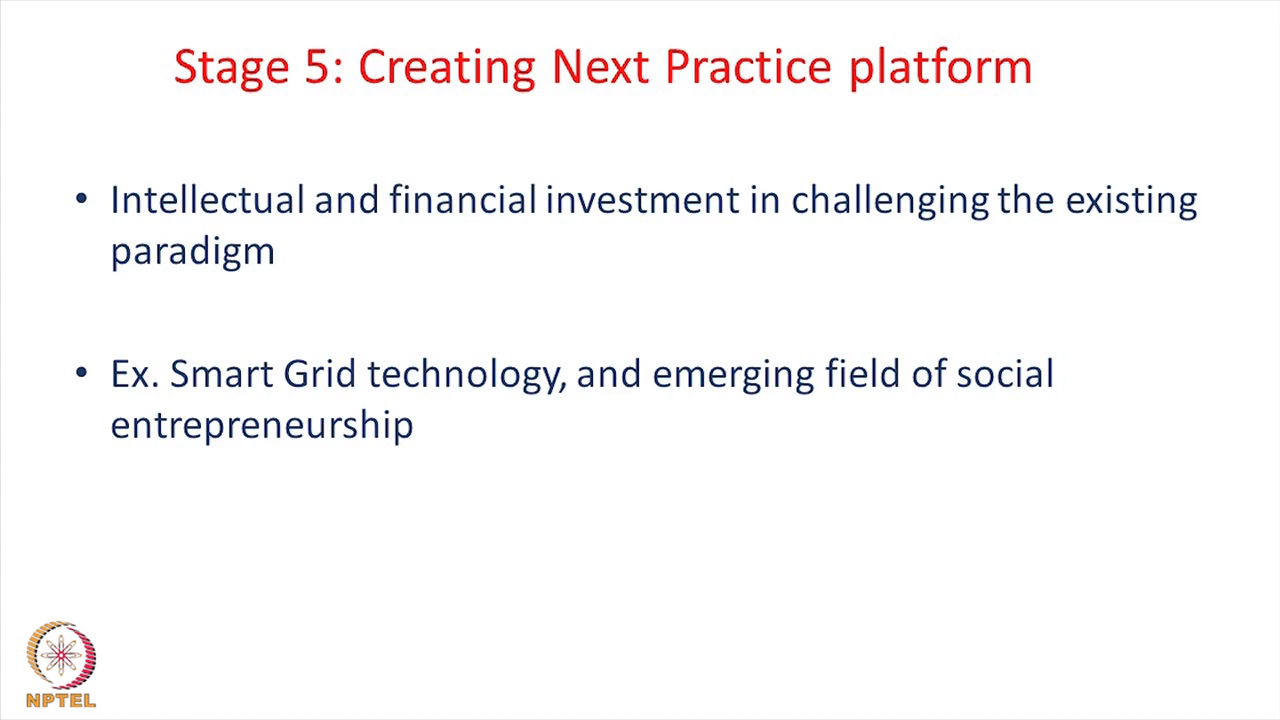 Stage 5: Creating Next Practice platform
• Intellectual and financial investment in challenging the existing
paradigm
• Ex. Smart Grid technology, and emerging field of social
entrepreneurship
NPTEL